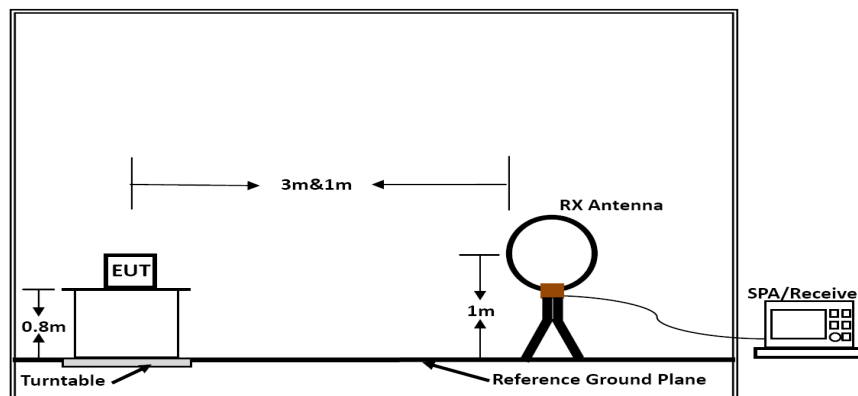 3m&1m
RX Antenna
EUT
SPA/Receive
0.8m
1m
Turntable
Reference Ground Plane